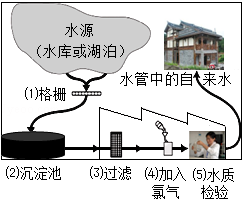 水源
(水库或湖泊)
水管中的自来水
(1)格栅
(2)沉淀池
(3)过滤
(4)加入
氯气
(5)水质
检验